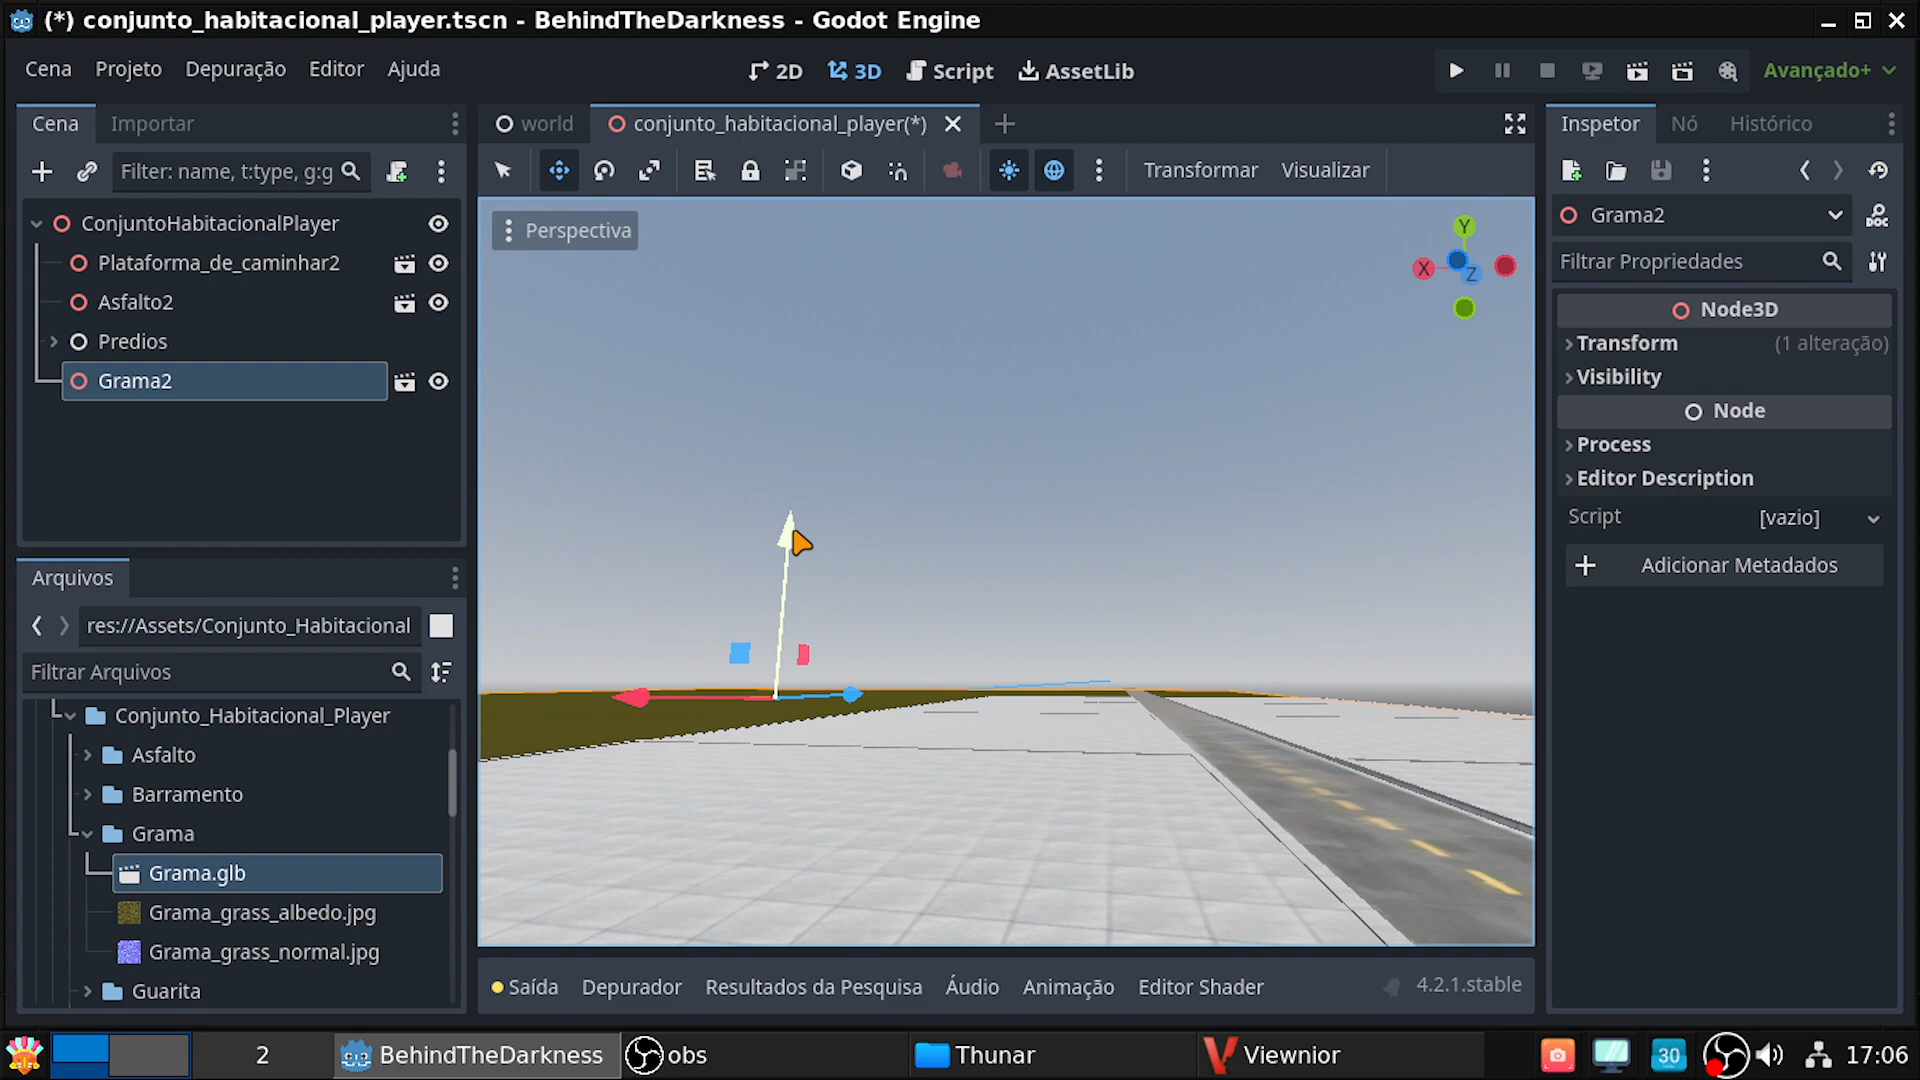 (*) conjunto_habitacional_player.tscn - BehindTheDarkness - Godot Engine
Cena Projeto Depuração Editor Ajuda
2D 3D Script AssetLib
Avançado+
Cena Importar
world conjunto_habitacional_player(*)
Inspetor Nó Histórico
Filter: name, t:type, g:g
Transformar Visualizar
ConjuntoHabitacionalPlayer
Plataforma_de_caminhar2
Asfalto2
Predios
Grama2
Perspectiva
Y
X
Z
Grama2
DOC
Filtrar Propriedades
Node3D
Transform (1 alteração)
Visibility
Node
Process
Editor Description
Script [vazio]
Adicionar Metadados
Arquivos
res://Assets/Conjunto_Habitacional
Filtrar Arquivos
Conjunto_Habitacional_Player
Asfalto
Barramento
Grama
Grama.glb
Grama_grass_albedo.jpg
Grama_grass_normal.jpg
Guarita
Saída Depurador Resultados da Pesquisa Áudio Animação Editor Shader 4.2.1.stable
2 BehindTheDarkness obs Thunar Viewnior 30 17:06